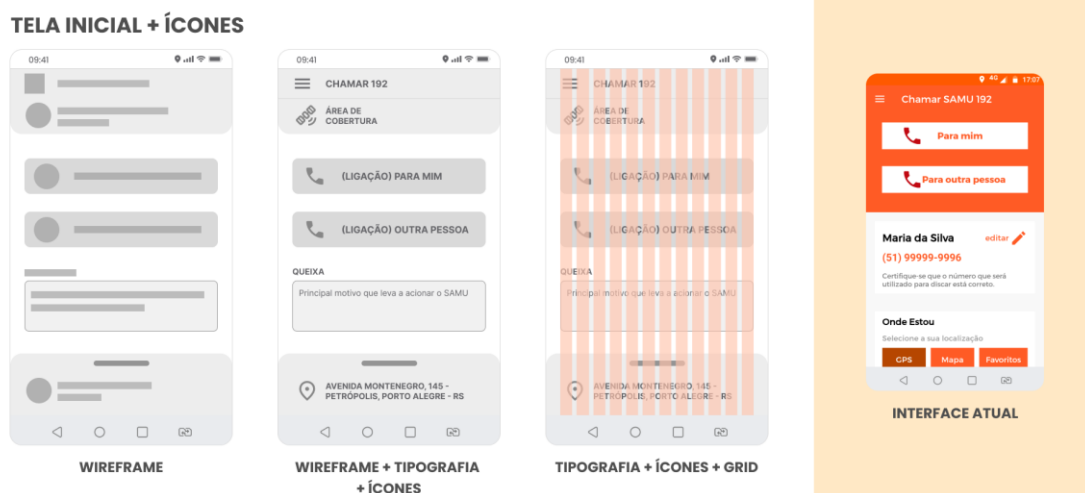 TELA INICIAL + ÍCONES
09:41
WIREFRAME
09:41
CHAMAR 192
ÁREA DE
COBERTURA
(LIGAÇÃO) PARA MIM
(LIGAÇÃO) OUTRA PESSOA
QUEIXA
Principal motivo que leva a acionar o SAMU
AVENIDA MONTENEGRO, 145 -
PETRÓPOLIS, PORTO ALEGRE - RS
WIREFRAME + TIPOGRAFIA
+ ÍCONES
09:41
CHAMAR 192
ÁREA DE
COBERTURA
(LIGAÇÃO) PARA MIM
(LIGAÇÃO) OUTRA PESSOA
QUEIXA
Principal motivo que leva a acionar o SAMU
AVENIDA MONTENEGRO, 145 -
PETRÓPOLIS, PORTO ALEGRE - RS
TIPOGRAFIA + ÍCONES + GRID
4G 17:07
Chamar SAMU 192
Para mim
Para outra pessoa
Maria da Silva editar
(51) 99999-9996
Certifique-se que o número que será
utilizado para discar está correto.
Onde Estou
Selecione a sua localização
GPS Mapa Favoritos
INTERFACE ATUAL